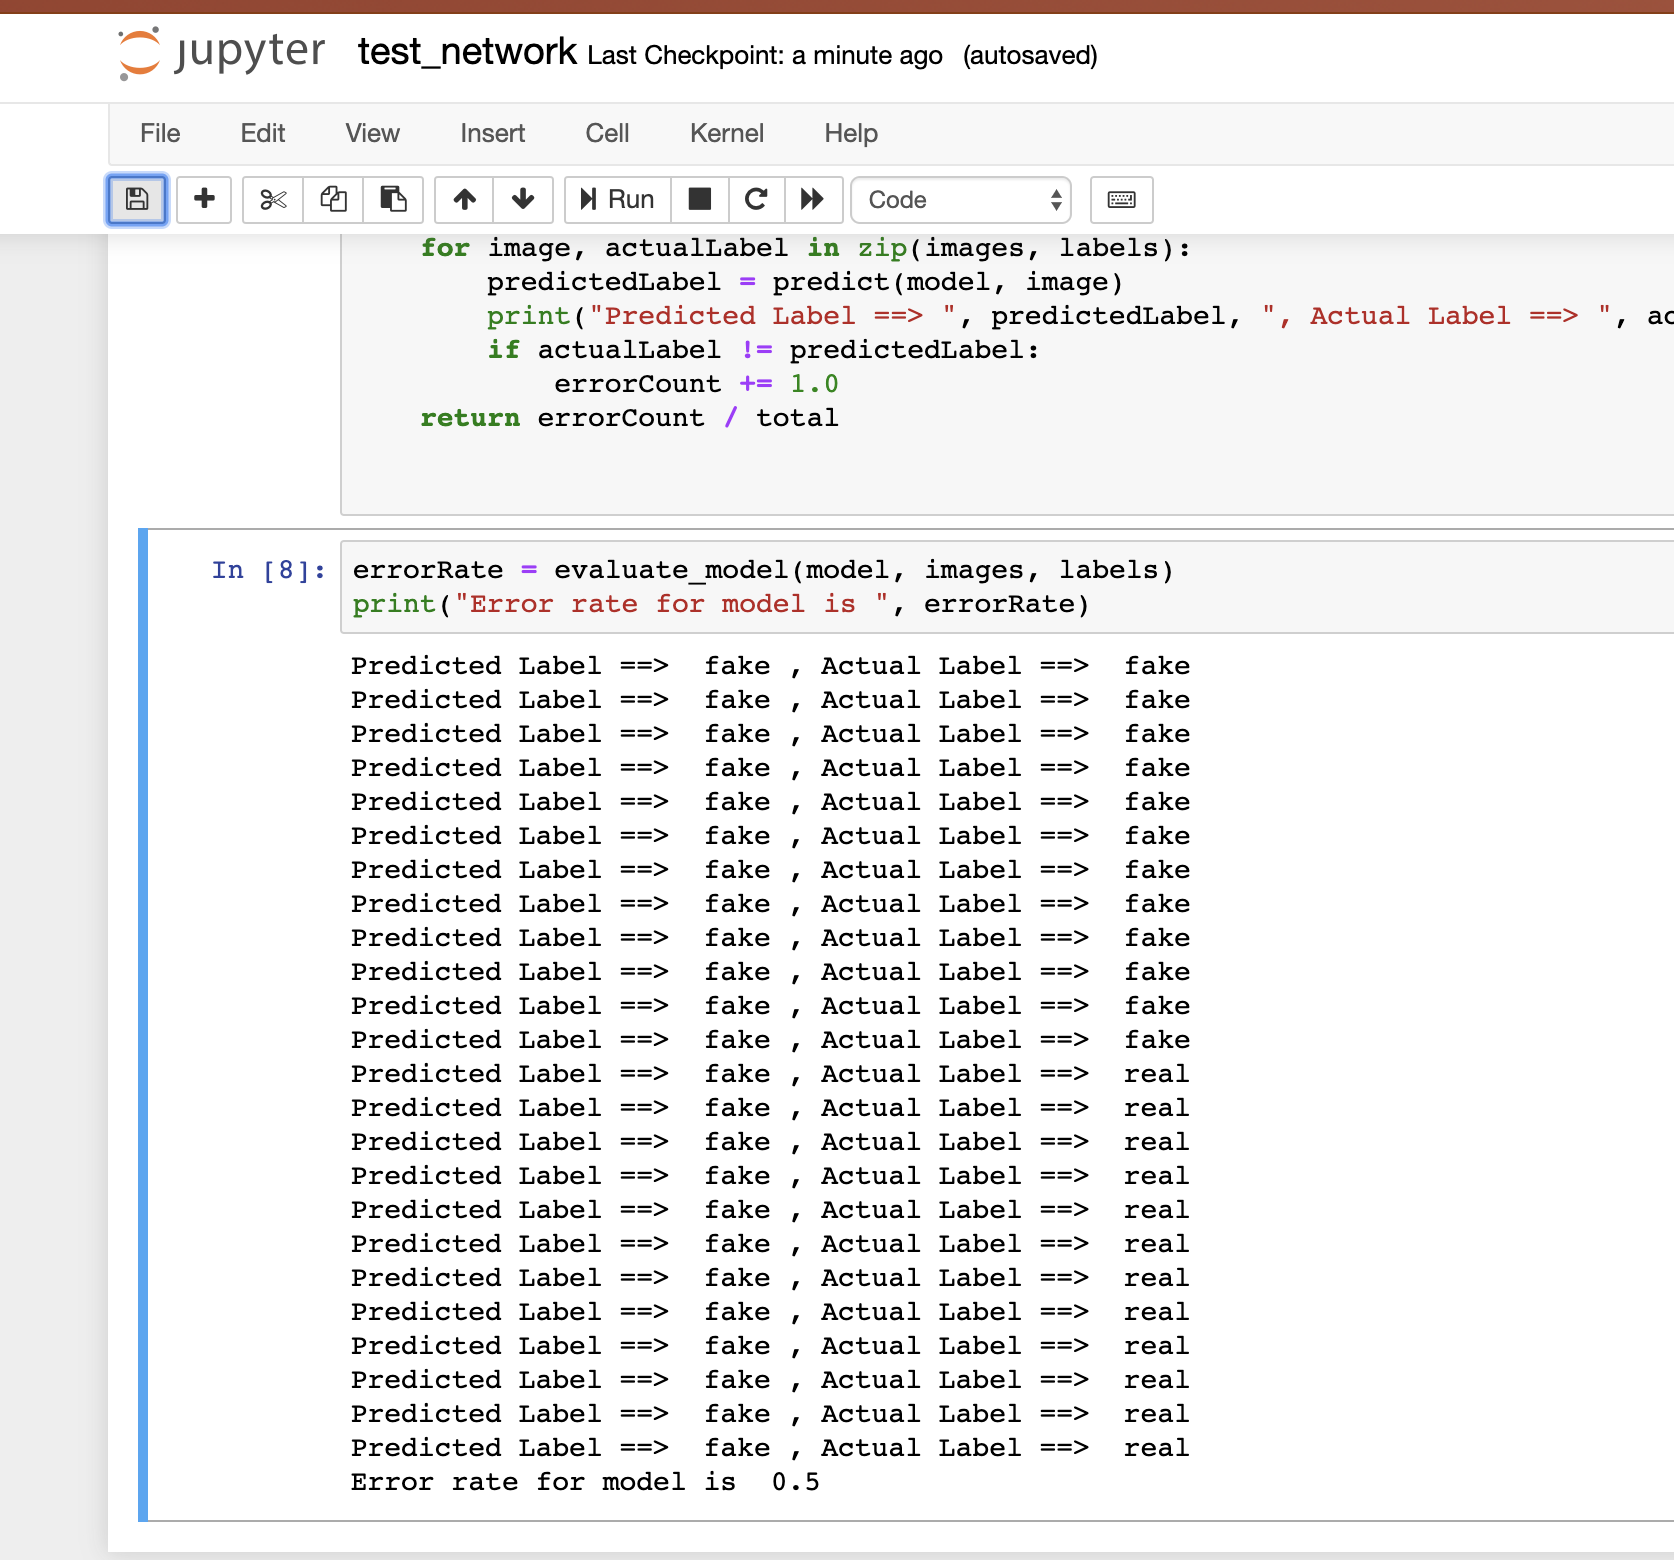 jupyter test_network Last Checkpoint: a minute ago (autosaved)
File Edit View Insert Cell Kernel Help
Run Code
for image, actualLabel in zip(images, labels):
predictedLabel = predict(model, image)
print("Predicted Label ==> ", predictedLabel, ", Actual Label ==> ", ac
if actualLabel != predictedLabel:
errorCount += 1.0
return errorCount / total
In [8]: errorRate = evaluate_model(model, images, labels)
print("Error rate for model is ", errorRate)
Predicted Label ==>  fake , Actual Label ==>  fake
Predicted Label ==>  fake , Actual Label ==>  fake
Predicted Label ==>  fake , Actual Label ==>  fake
Predicted Label ==>  fake , Actual Label ==>  fake
Predicted Label ==>  fake , Actual Label ==>  fake
Predicted Label ==>  fake , Actual Label ==>  fake
Predicted Label ==>  fake , Actual Label ==>  fake
Predicted Label ==>  fake , Actual Label ==>  fake
Predicted Label ==>  fake , Actual Label ==>  fake
Predicted Label ==>  fake , Actual Label ==>  fake
Predicted Label ==>  fake , Actual Label ==>  fake
Predicted Label ==>  fake , Actual Label ==>  fake
Predicted Label ==>  fake , Actual Label ==>  real
Predicted Label ==>  fake , Actual Label ==>  real
Predicted Label ==>  fake , Actual Label ==>  real
Predicted Label ==>  fake , Actual Label ==>  real
Predicted Label ==>  fake , Actual Label ==>  real
Predicted Label ==>  fake , Actual Label ==>  real
Predicted Label ==>  fake , Actual Label ==>  real
Predicted Label ==>  fake , Actual Label ==>  real
Predicted Label ==>  fake , Actual Label ==>  real
Predicted Label ==>  fake , Actual Label ==>  real
Predicted Label ==>  fake , Actual Label ==>  real
Predicted Label ==>  fake , Actual Label ==>  real
Error rate for model is  0.5